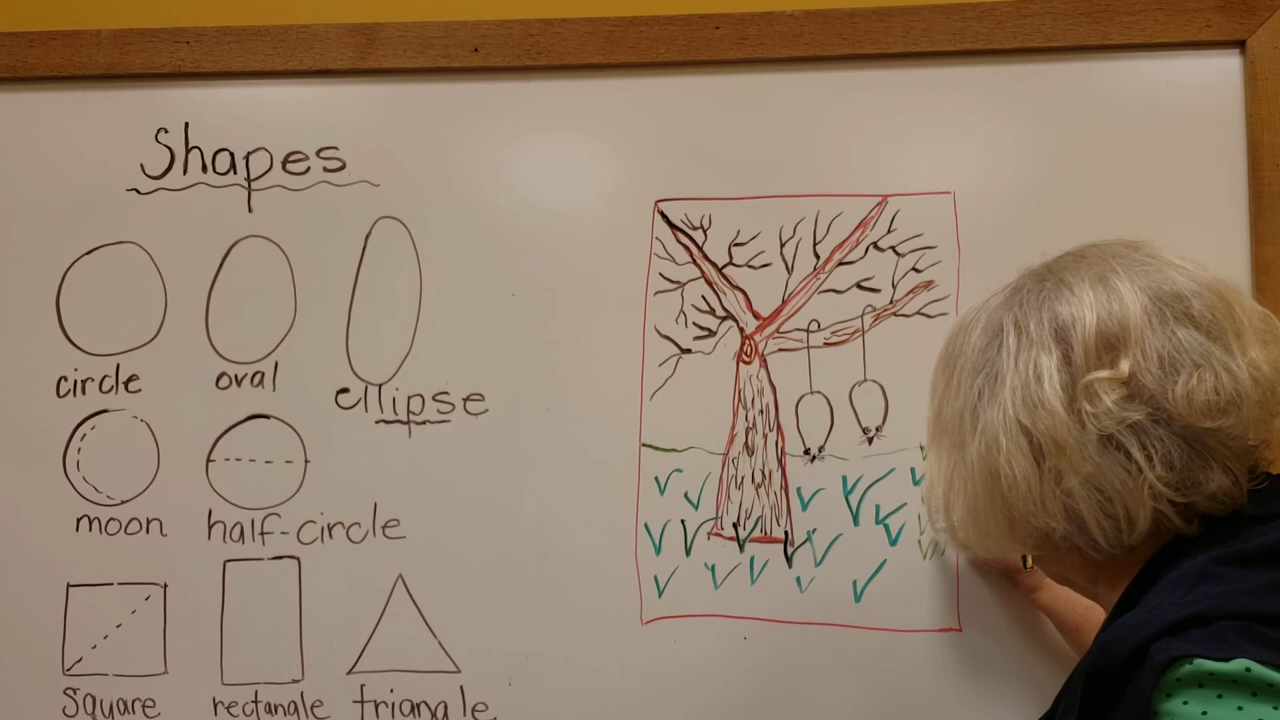 Shapes
circle oval ellipse
moon half-circle
square rectangle triangle